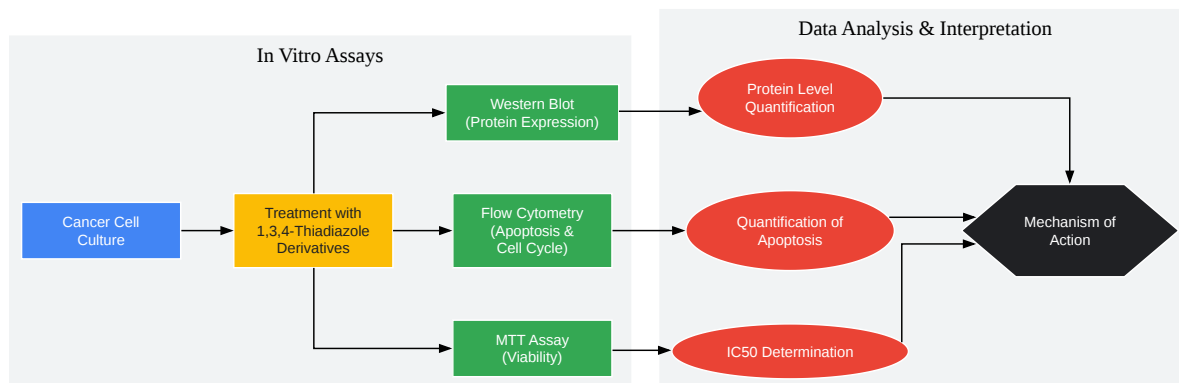 In Vitro Assays
Data Analysis & Interpretation
Cancer Cell
Culture
Treatment with
1,3,4-Thiadiazole
Derivatives
Western Blot
(Protein Expression)
Flow Cytometry
(Apoptosis &
Cell Cycle)
MTT Assay
(Viability)
Protein Level
Quantification
Quantification of
Apoptosis
IC50 Determination
Mechanism of
Action